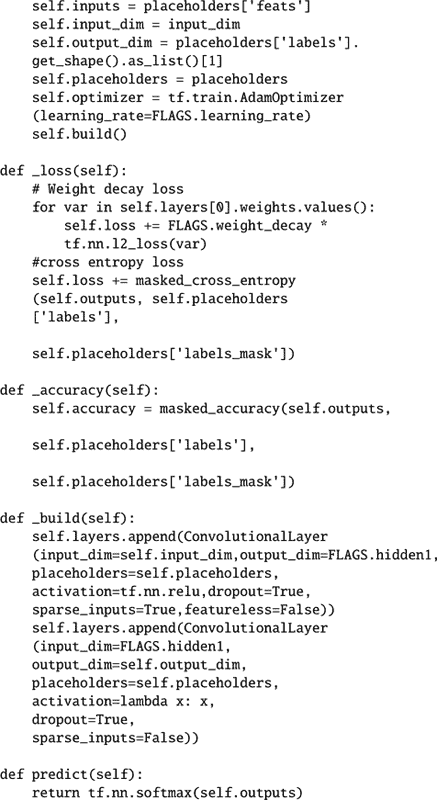 self.inputs = placeholders['feats']
self.input_dim = input_dim
self.output_dim = placeholders['labels'].
get_shape().as_list()[1]
self.placeholders = placeholders
self.optimizer = tf.train.AdamOptimizer
(learning_rate=FLAGS.learning_rate)
self.build()

def _loss(self):
    # Weight decay loss
    for var in self.layers[0].weights.values():
        self.loss += FLAGS.weight_decay *
        tf.nn.l2_loss(var)
    #cross entropy loss
    self.loss += masked_cross_entropy
    (self.outputs, self.placeholders
    ['labels'],

    self.placeholders['labels_mask'])

def _accuracy(self):
    self.accuracy = masked_accuracy(self.outputs,

    self.placeholders['labels'],

    self.placeholders['labels_mask'])

def _build(self):
    self.layers.append(ConvolutionalLayer
    (input_dim=self.input_dim,output_dim=FLAGS.hidden1,
    placeholders=self.placeholders,
    activation=tf.nn.relu,dropout=True,
    sparse_inputs=True,featureless=False))
    self.layers.append(ConvolutionalLayer
    (input_dim=FLAGS.hidden1,
    output_dim=self.output_dim,
    placeholders=self.placeholders,
    activation=lambda x: x,
    dropout=True,
    sparse_inputs=False))

def predict(self):
    return tf.nn.softmax(self.outputs)